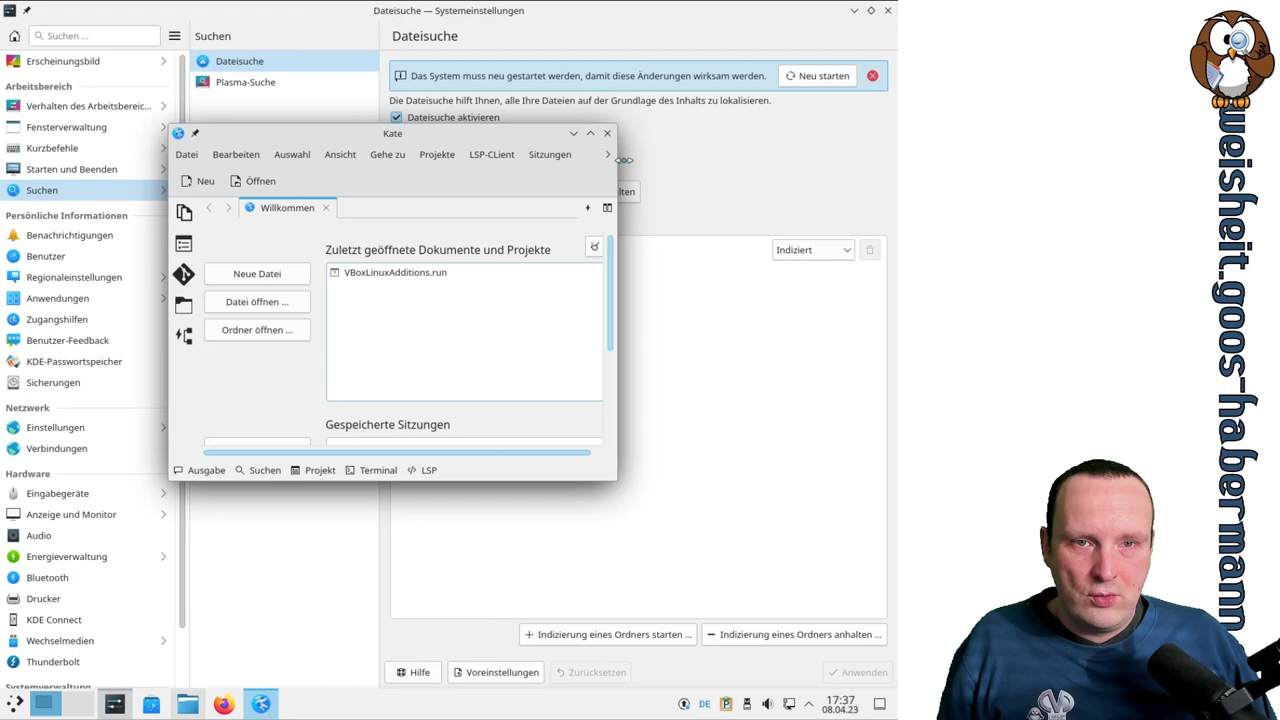 Dateisuche — Systemeinstellungen
Suchen ...
Suchen
Dateisuche
Erscheinungsbild
Arbeitsbereich
Verhalten des Arbeitsbereic...
Fensterverwaltung
Kurzbefehle
Starten und Beenden
Suchen
Persönliche Informationen
Benachrichtigungen
Benutzer
Regionaleinstellungen
Anwendungen
Zugangshilfen
Benutzer-Feedback
KDE-Passwortspeicher
Sicherungen
Netzwerk
Einstellungen
Verbindungen
Hardware
Eingabegeräte
Anzeige und Monitor
Audio
Energieverwaltung
Bluetooth
Drucker
KDE Connect
Wechselmedien
Thunderbolt
Systemverwaltung
Dateisuche
Plasma-Suche
Das System muss neu gestartet werden, damit diese Änderungen wirksam werden.
Neu starten
Die Dateisuche hilft Ihnen, alle Ihre Dateien auf der Grundlage des Inhalts zu lokalisieren.
Dateisuche aktivieren
lten
Indiziert
Kate
Datei Bearbeiten Auswahl Ansicht Gehe zu Projekte LSP-CLient Sitzungen
Neu Öffnen
Willkommen
Zuletzt geöffnete Dokumente und Projekte
Neue Datei
VBoxLinuxAdditions.run
Datei öffnen ...
Ordner öffnen ...
Gespeicherte Sitzungen
Ausgabe Suchen Projekt Terminal LSP
Indizierung eines Ordners starten ...
Indizierung eines Ordners anhalten ...
Hilfe Voreinstellungen Zurücksetzen Anwenden
DE
17:37
08.04.23
weisheit.goos-habermann